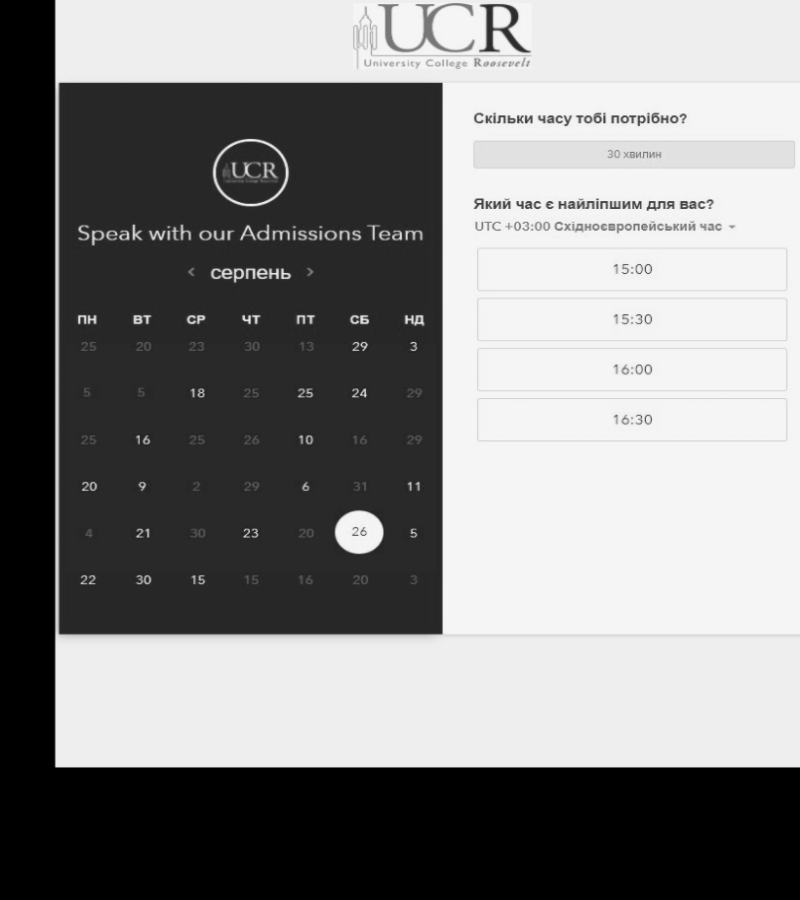 UCR
University College Roosevelt
UCR
Speak with our Admissions Team
< серпень >
ПН ВТ СР ЧТ ПТ СБ НД
25 20 23 30 13 29 3
5 5 18 25 25 24 29
25 16 25 26 10 16 29
20 9 2 29 6 31 11
4 21 30 23 20 26 5
22 30 15 15 16 20 3
Скільки часу тобі потрібно?
30 хвилин
Який час є найліпшим для вас?
UTC +03:00 Східноєвропейський час
15:00
15:30
16:00
16:30